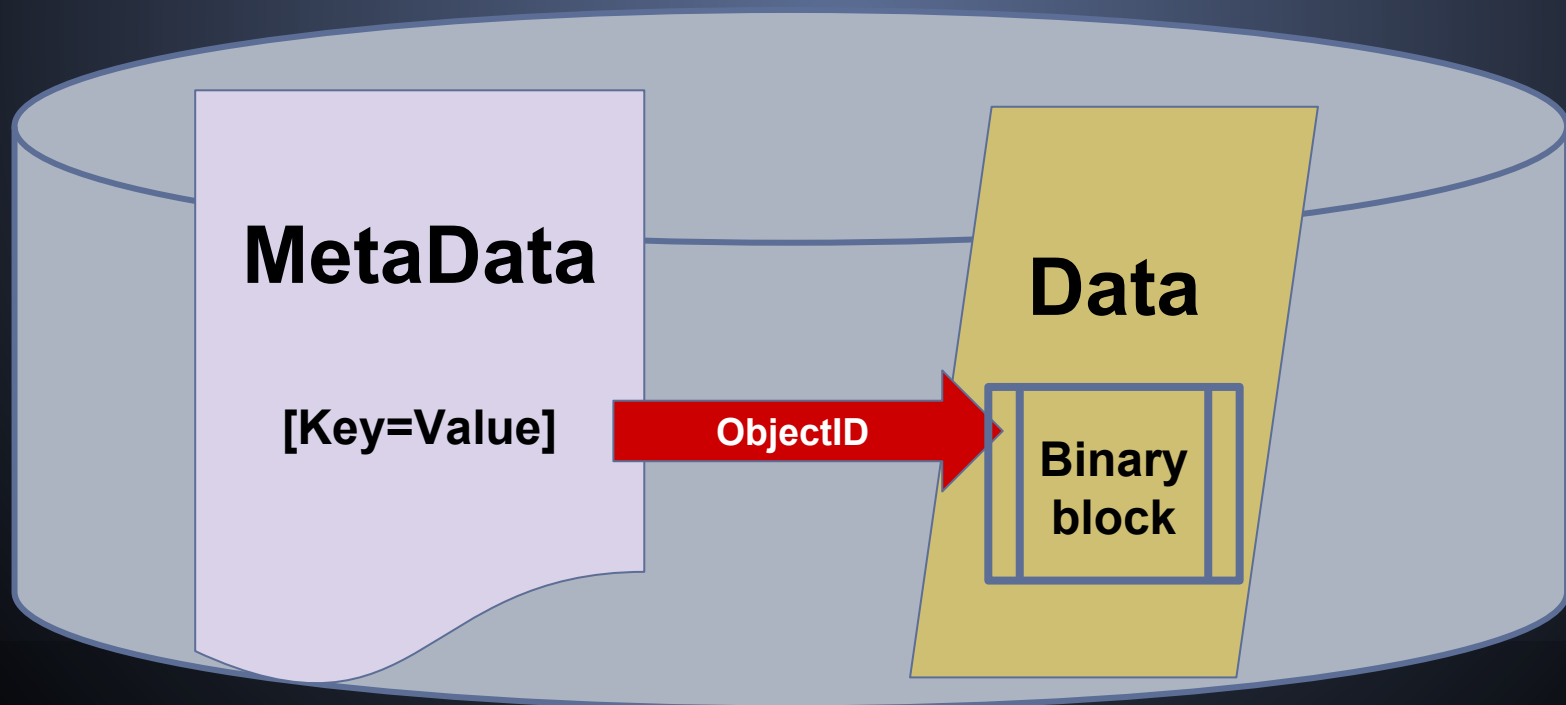 MetaData
[Key=Value]
ObjectID
Data
Binary
block